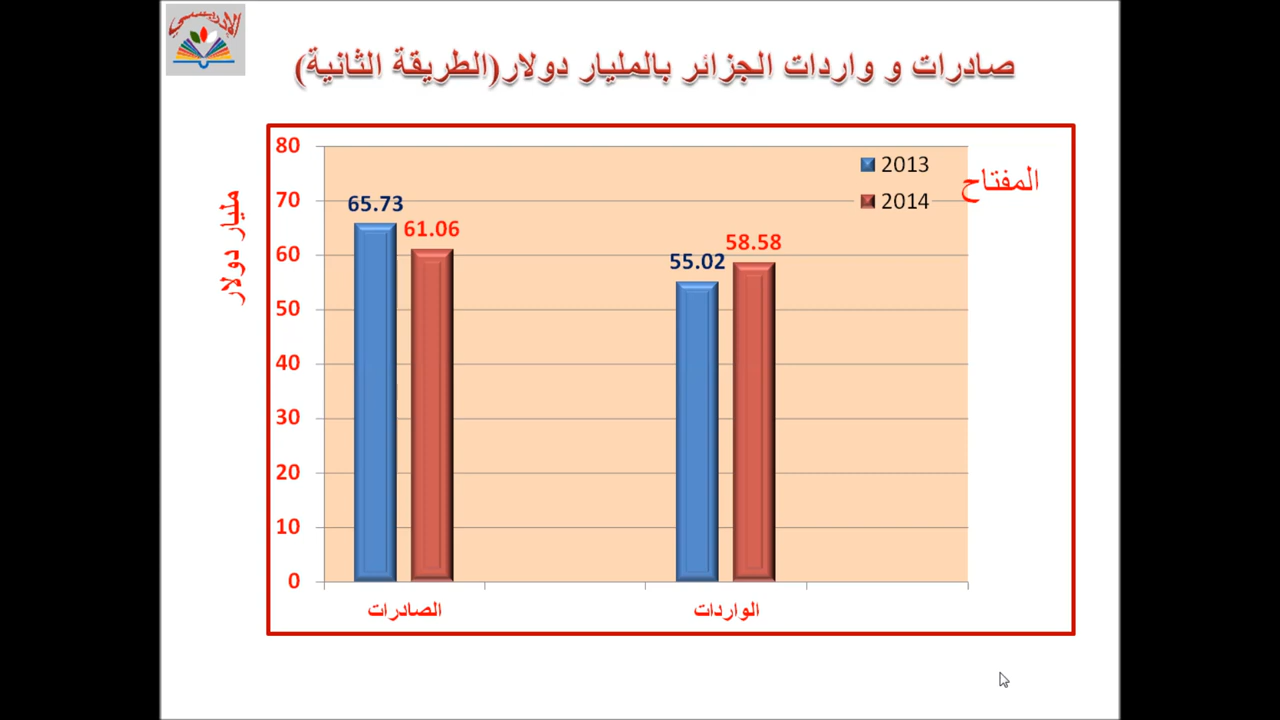 الإدريسي
صادرات و واردات الجزائر بالمليار دولار(الطريقة الثانية)
مليار دولار
المفتاح
2013
2014
80
70
60
50
40
30
20
10
0
65.73
61.06
55.02
58.58
الصادرات
الواردات